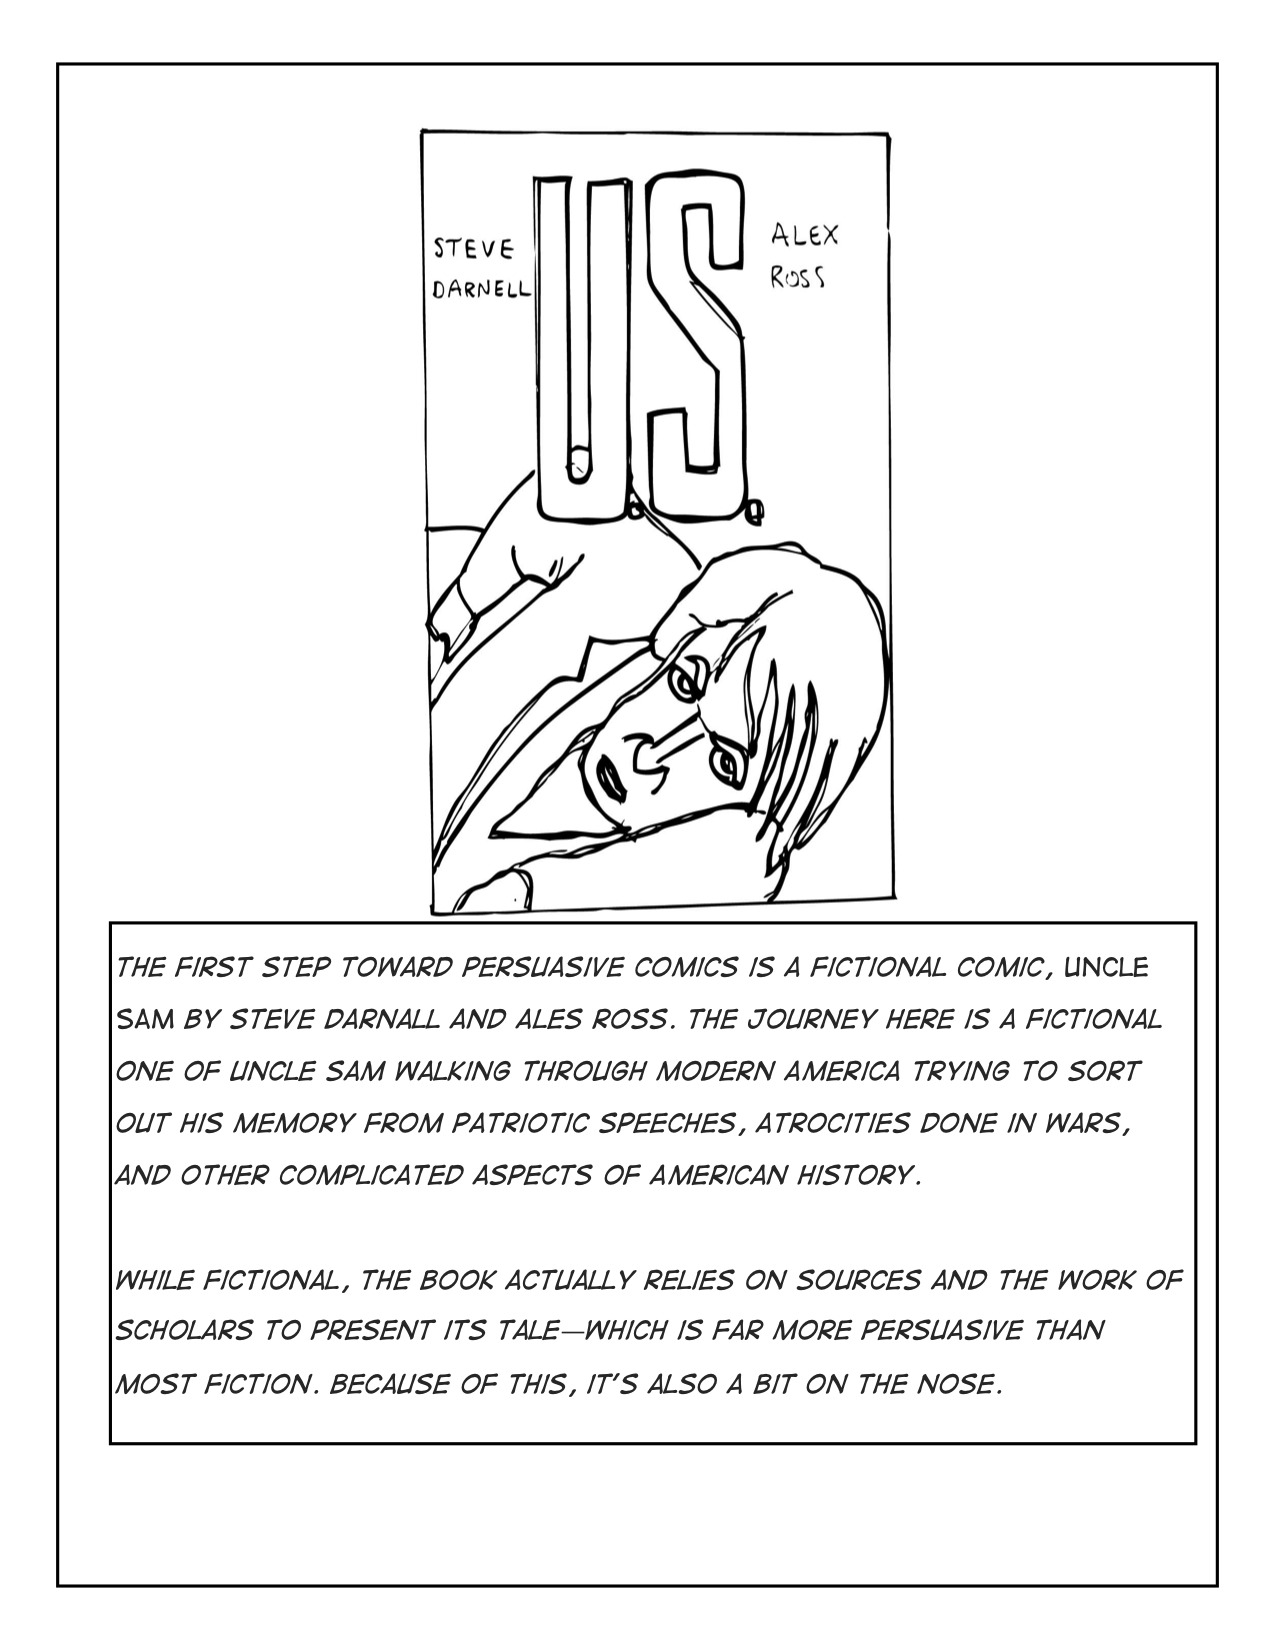 U.S.
STEVE
DARNELL
ALEX
ROSS
THE FIRST STEP TOWARD PERSUASIVE COMICS IS A FICTIONAL COMIC, UNCLE
SAM BY STEVE DARNALL AND ALES ROSS. THE JOURNEY HERE IS A FICTIONAL
ONE OF UNCLE SAM WALKING THROUGH MODERN AMERICA TRYING TO SORT
OUT HIS MEMORY FROM PATRIOTIC SPEECHES, ATROCITIES DONE IN WARS,
AND OTHER COMPLICATED ASPECTS OF AMERICAN HISTORY.
WHILE FICTIONAL, THE BOOK ACTUALLY RELIES ON SOURCES AND THE WORK OF
SCHOLARS TO PRESENT ITS TALE—WHICH IS FAR MORE PERSUASIVE THAN
MOST FICTION. BECAUSE OF THIS, IT'S ALSO A BIT ON THE NOSE.